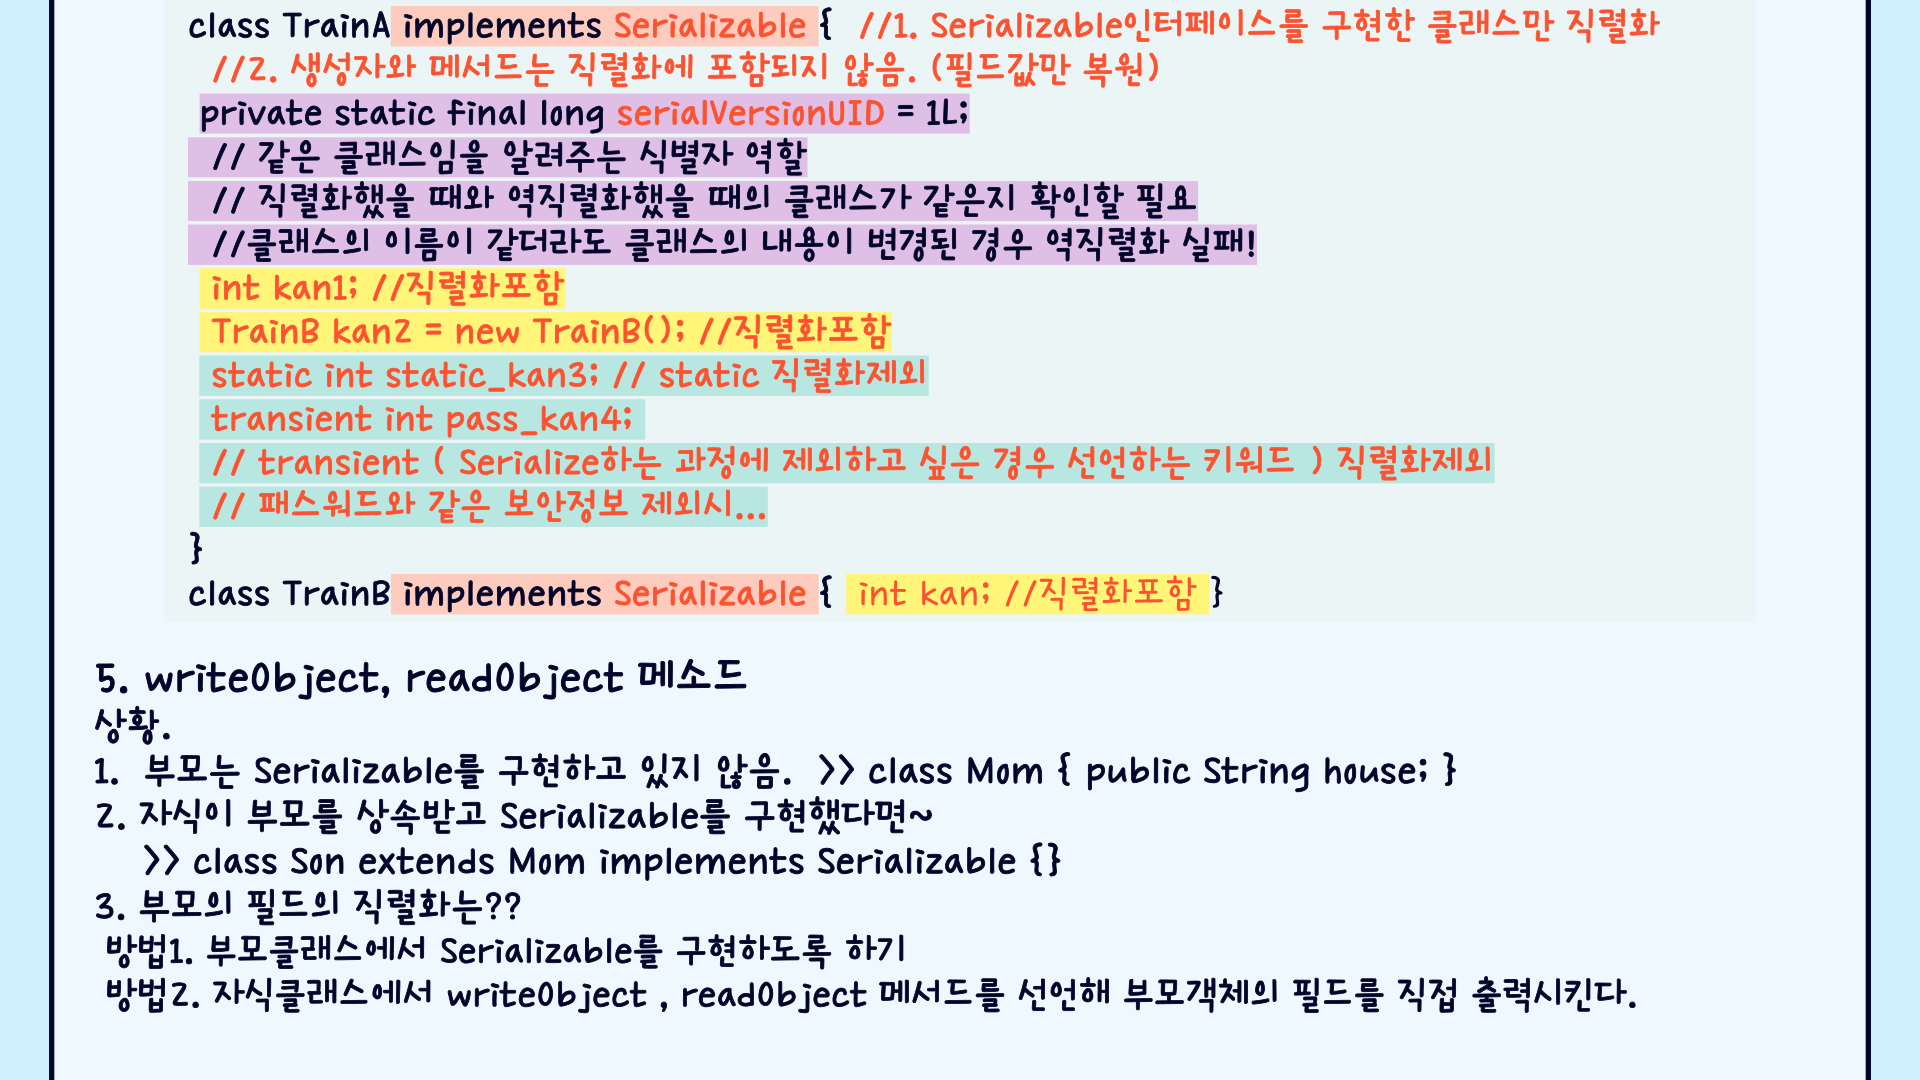 class TrainA implements Serializable {  //1. Serializable인터페이스를 구현한 클래스만 직렬화
//2. 생성자와 메서드는 직렬화에 포함되지 않음. (필드값만 복원)
private static final long serialVersionUID = 1L;
// 같은 클래스임을 알려주는 식별자 역할
// 직렬화했을 때와 역직렬화했을 때의 클래스가 같은지 확인할 필요
//클래스의 이름이 같더라도 클래스의 내용이 변경된 경우 역직렬화 실패!
int kan1; //직렬화포함
TrainB kan2 = new TrainB(); //직렬화포함
static int static_kan3; // static 직렬화제외
transient int pass_kan4;
// transient ( Serialize하는 과정에 제외하고 싶은 경우 선언하는 키워드 ) 직렬화제외
// 패스워드와 같은 보안정보 제외시...
}
class TrainB implements Serializable { int kan; //직렬화포함 }
5. writeObject, readObject 메소드
상황.
1.  부모는 Serializable를 구현하고 있지 않음.  >> class Mom { public String house; }
2. 자식이 부모를 상속받고 Serializable를 구현했다면~
>> class Son extends Mom implements Serializable {}
3. 부모의 필드의 직렬화는??
방법1. 부모클래스에서 Serializable를 구현하도록 하기
방법2. 자식클래스에서 writeObject , readObject 메서드를 선언해 부모객체의 필드를 직접 출력시킨다.